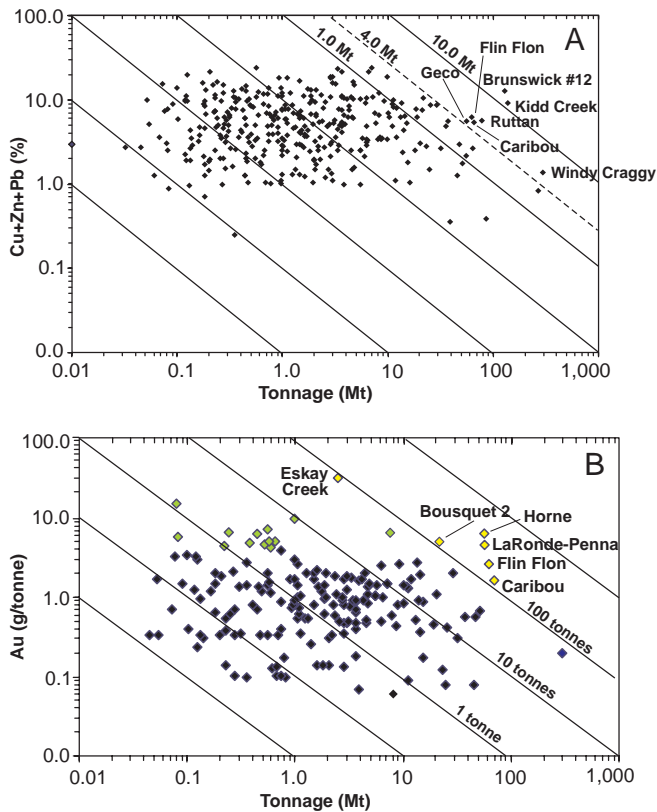 A
100.0
10.0
1.0
0.1
0.0
Cu+Zn+Pb (%)
1.0 Mt
4.0 Mt
10.0 Mt
Flin Flon
Geco
Brunswick #12
Kidd Creek
Ruttan
Caribou
Windy Craggy
0.01
0.1
1.0
10
100
1,000
Tonnage (Mt)
B
100.0
10.0
1.0
0.1
0.0
Au (g/tonne)
Eskay
Creek
Bousquet 2
Horne
LaRonde-Penna
Flin Flon
Caribou
100 tonnes
10 tonnes
1 tonne
0.01
0.1
1.0
10
100
1,000
Tonnage (Mt)